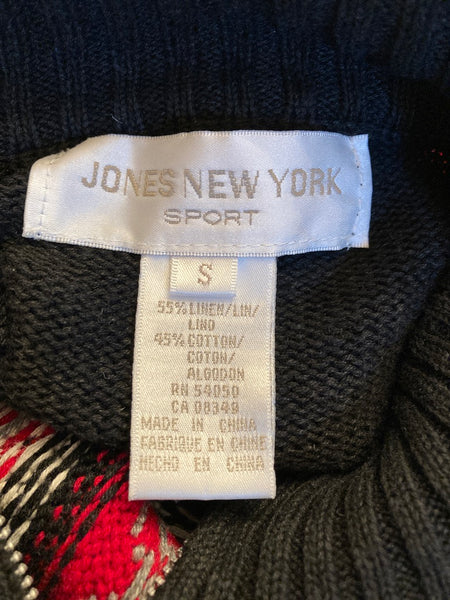 JONES NEW YORK
SPORT
S
55% LINEN/LIN/
LINO
45% COTTON/
COTON/
ALGODON
RN 54050
CA 08349
MADE IN CHINA
FABRIQUE EN CHINE
HECHO EN CHINA